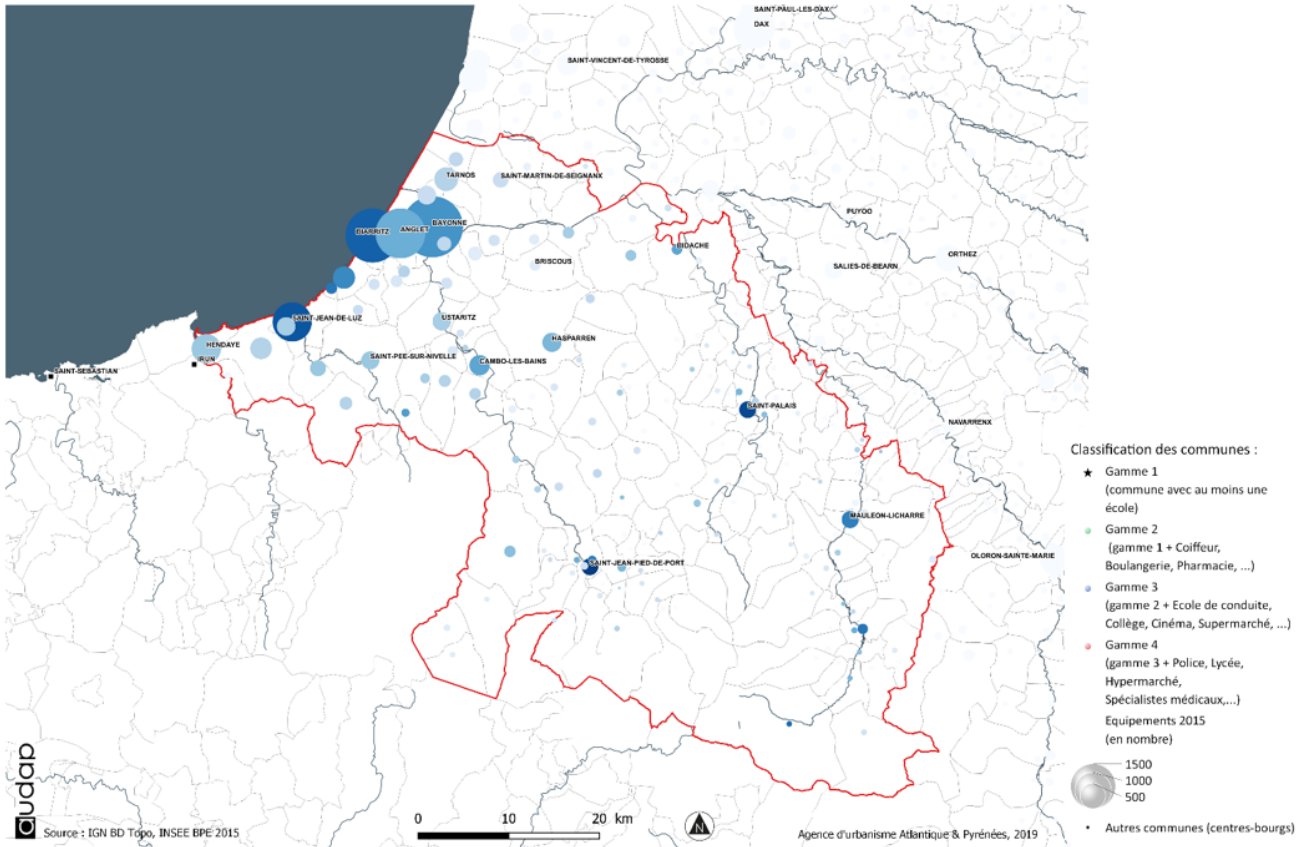 SAINT-PAUL-LES-DAX
DAX
SAINT-VINCENT-DE-TYROSSE
TARNOS
SAINT-MARTIN-DE-SEIGNANX
PUYOO
BIARRITZ
ANGLET
BAYONNE
BIDACHE
ORTHEZ
BRISCOUS
SALIES-DE-BEARN
SAINT-JEAN-DE-LUZ
USTARITZ
HENDAYE
HASPARREN
IRUN
SAINT-PEE-SUR-NIVELLE
CAMBO-LES-BAINS
SAINT-SEBASTIAN
SAINT-PALAIS
NAVARRENX
MAULEON-LICHARRE
OLORON-SAINTE-MARIE
SAINT-JEAN-PIED-DE-PORT
Classification des communes :
Gamme 1
(commune avec au moins une
école)
Gamme 2
(gamme 1 + Coiffeur,
Boulangerie, Pharmacie, ...)
Gamme 3
(gamme 2 + Ecole de conduite,
Collège, Cinéma, Supermarché, ...)
Gamme 4
(gamme 3 + Police, Lycée,
Hypermarché,
Spécialistes médicaux,...)
Equipements 2015
(en nombre)
1500
1000
500
Autres communes (centres-bourgs)
audap
Source : IGN BD Topo, INSEE BPE 2015
0 10 20 km
N
Agence d'urbanisme Atlantique & Pyrénées, 2019